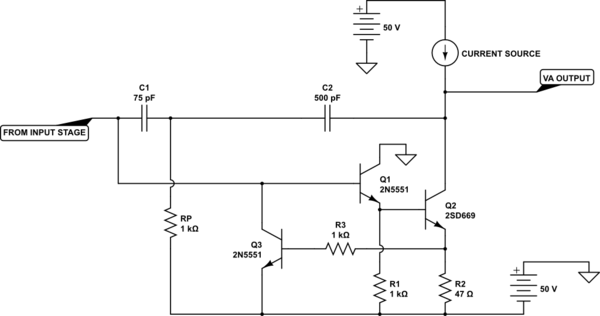 50 V
CURRENT SOURCE
VA OUTPUT
C1
75 pF
C2
500 pF
FROM INPUT STAGE
Q1
2N5551
Q2
2SD669
RP
1 kΩ
Q3
2N5551
R3
1 kΩ
R1
1 kΩ
R2
47 Ω
50 V